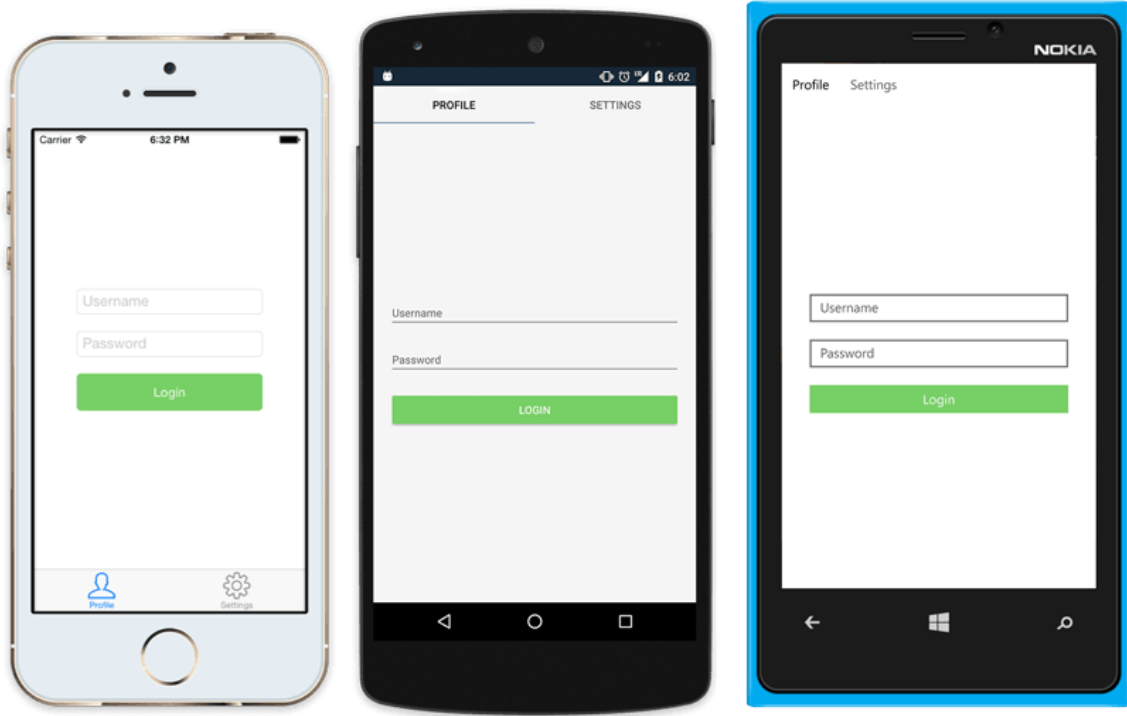 Carrier
6:32 PM
Username
Password
Login
Profile
Settings
6:02
PROFILE
SETTINGS
Username
Password
LOGIN
NOKIA
Profile
Settings
Username
Password
Login